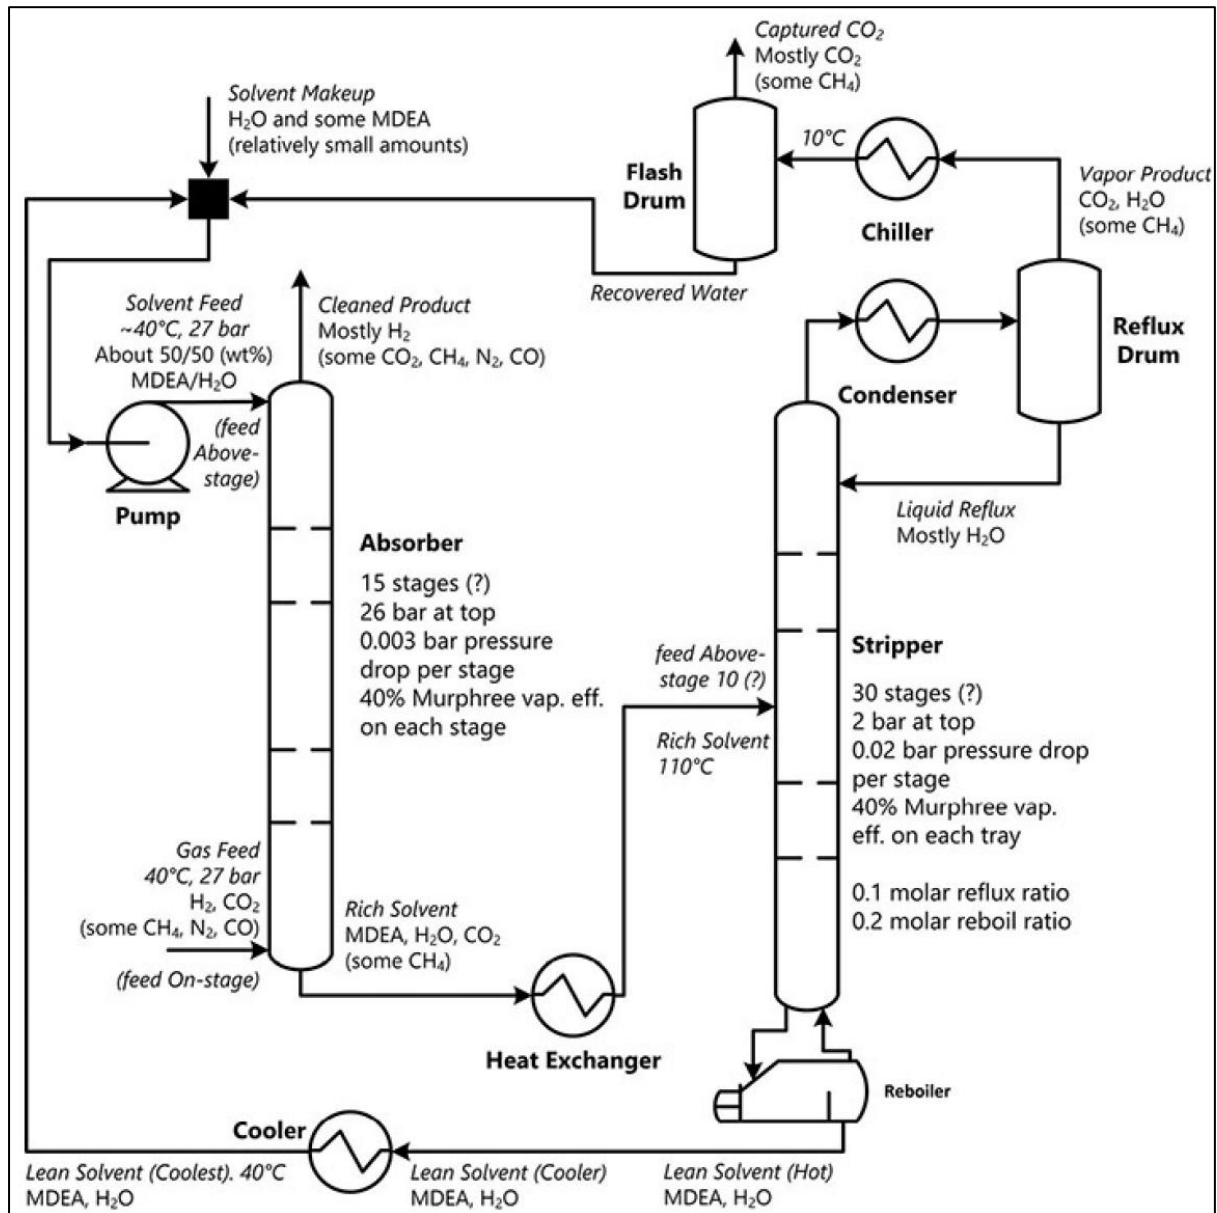 Captured CO₂
Mostly CO₂
(some CH₄)
Solvent Makeup
H₂O and some MDEA
(relatively small amounts)
10°C
Flash
Drum
Chiller
Vapor Product
CO₂, H₂O
(some CH₄)
Recovered Water
Solvent Feed
~40°C, 27 bar
About 50/50 (wt%)
MDEA/H₂O
Cleaned Product
Mostly H₂
(some CO₂, CH₄, N₂, CO)
Reflux
Drum
Condenser
(feed
Above-
stage)
Pump
Liquid Reflux
Mostly H₂O
Absorber
15 stages (?)
26 bar at top
0.003 bar pressure
drop per stage
40% Murphree vap. eff.
on each stage
feed Above-
stage 10 (?)
Rich Solvent
110°C
Stripper
30 stages (?)
2 bar at top
0.02 bar pressure drop
per stage
40% Murphree vap.
eff. on each tray
0.1 molar reflux ratio
0.2 molar reboil ratio
Gas Feed
40°C, 27 bar
H₂, CO₂
(some CH₄, N₂, CO)
(feed On-stage)
Rich Solvent
MDEA, H₂O, CO₂
(some CH₄)
Heat Exchanger
Reboiler
Cooler
Lean Solvent (Coolest). 40°C
MDEA, H₂O
Lean Solvent (Cooler)
MDEA, H₂O
Lean Solvent (Hot)
MDEA, H₂O